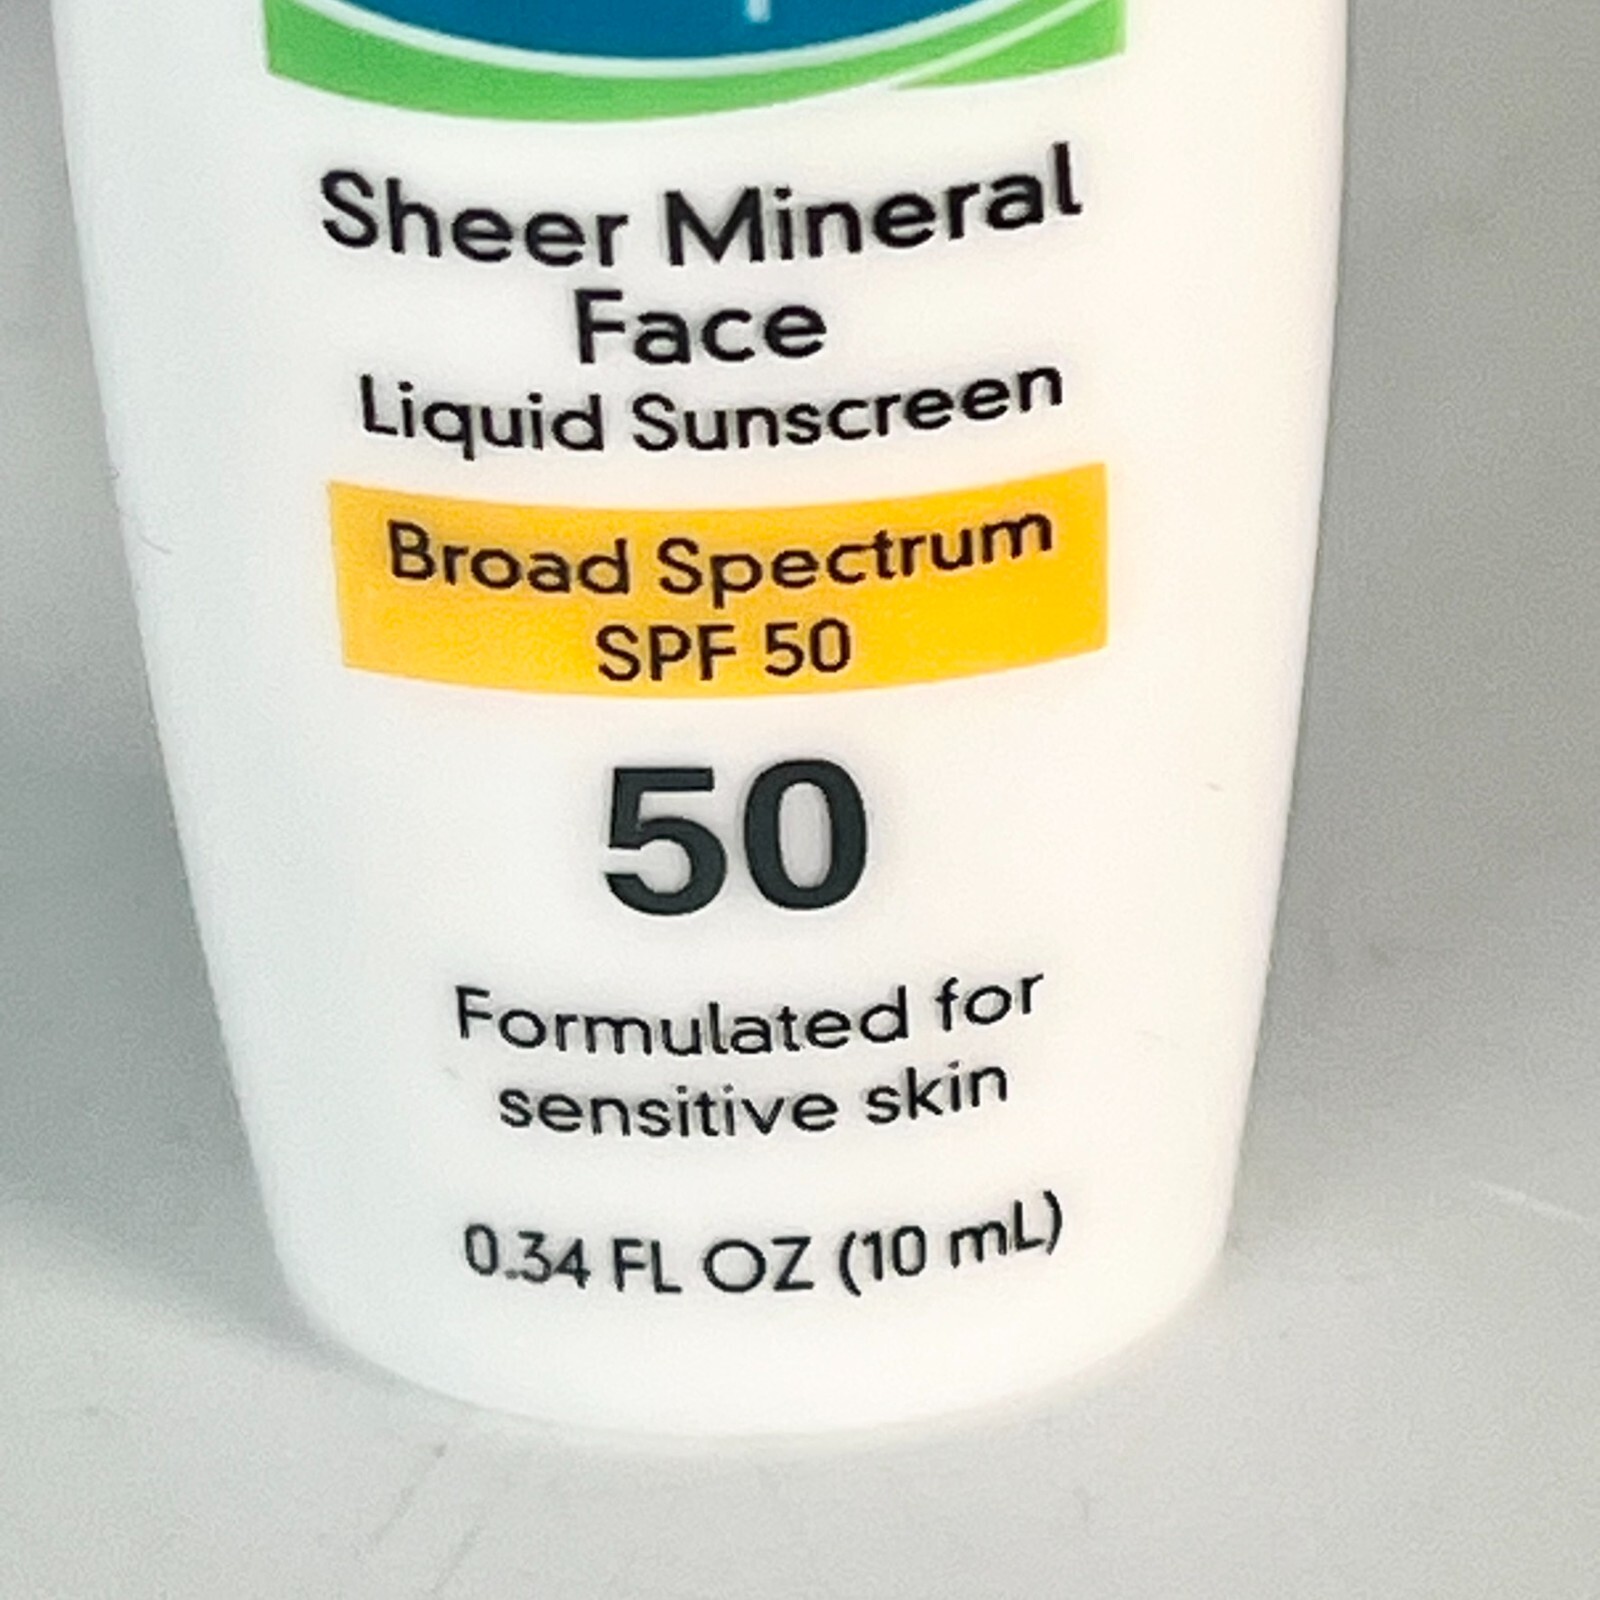 Sheer Mineral
Face
Liquid Sunscreen
Broad Spectrum
SPF 50
50
Formulated for
sensitive skin
0.34 FL OZ (10 mL)